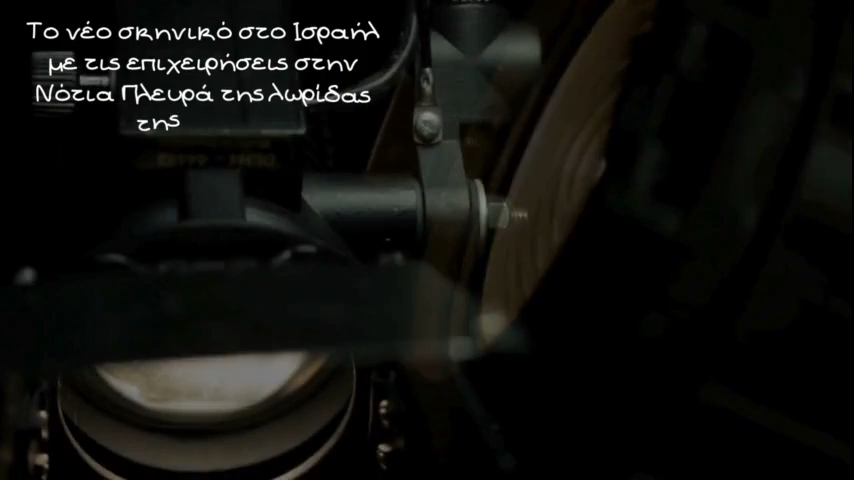 Το νέο σκηνικό στο Ισραήλ
με τις επιχειρήσεις στην
Νότια Πλευρά της λωρίδας
της